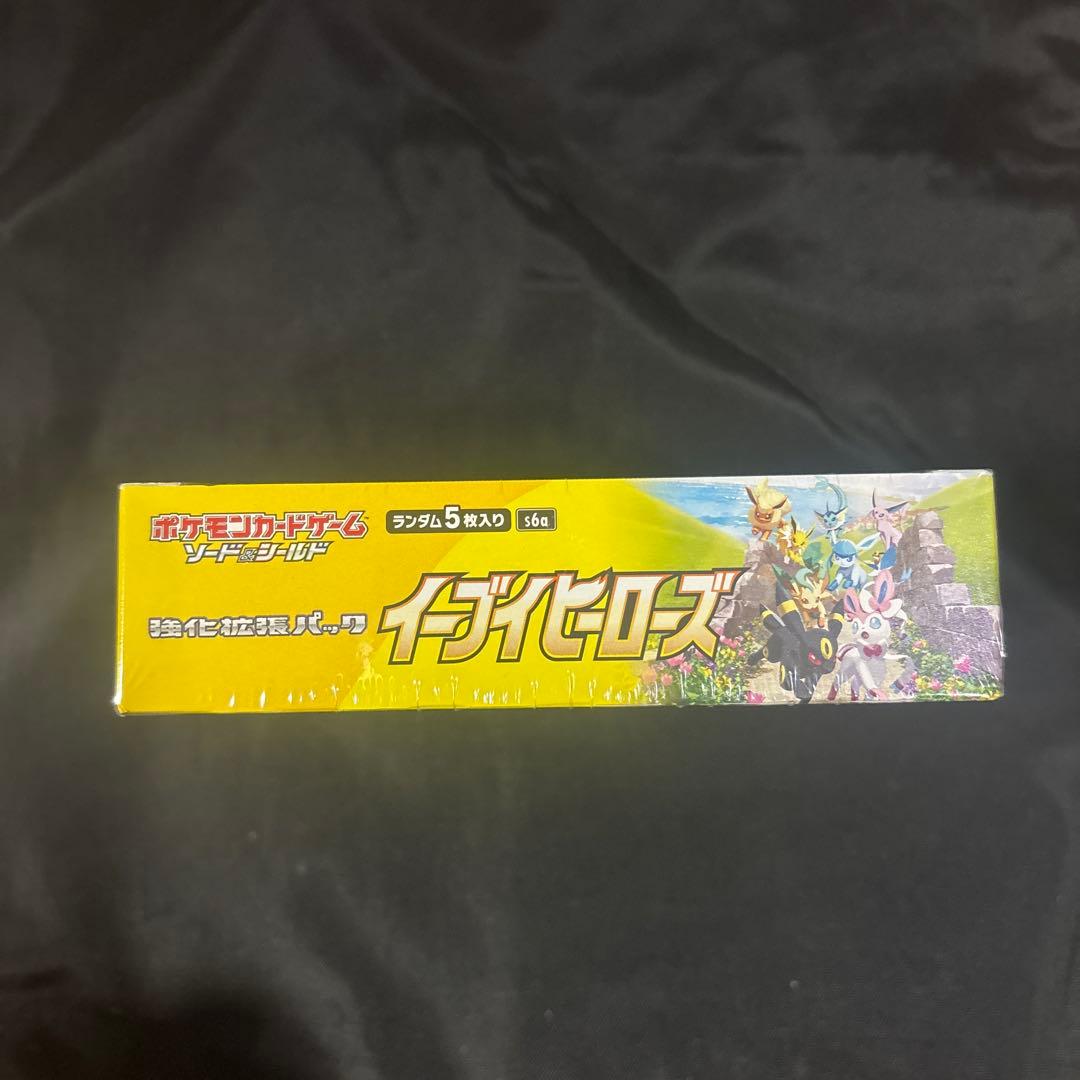 ポケモンカードゲーム
ソード&シールド
ランダム5枚入り s6a
強化拡張パック
イーブイヒーローズ